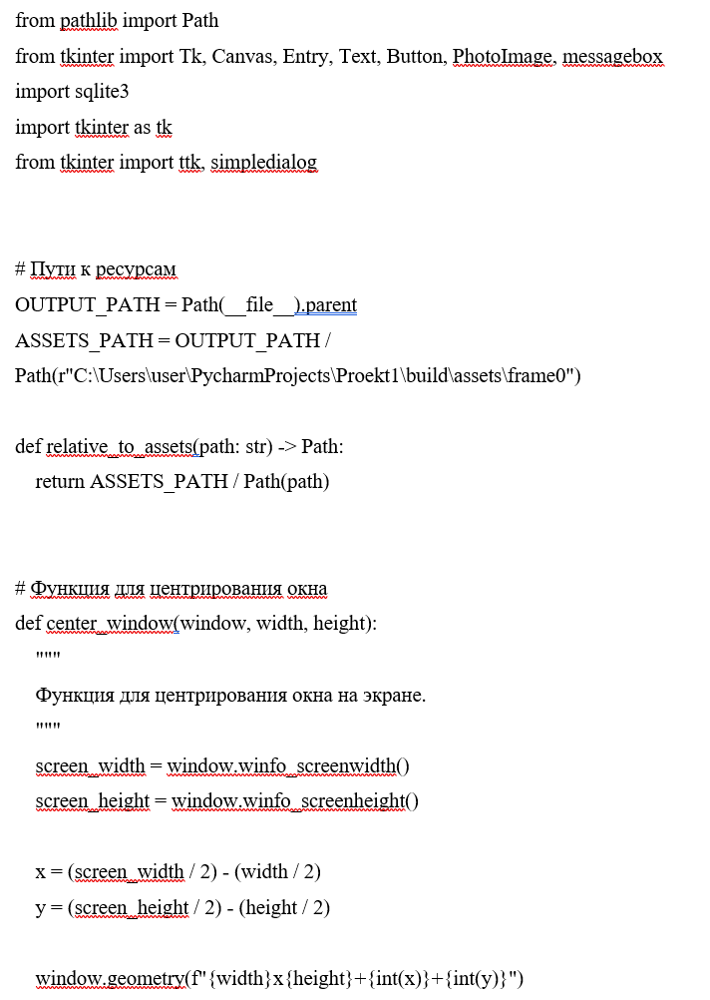 from pathlib import Path
from tkinter import Tk, Canvas, Entry, Text, Button, PhotoImage, messagebox
import sqlite3
import tkinter as tk
from tkinter import ttk, simpledialog
# Пути к ресурсам
OUTPUT_PATH = Path(__file__).parent
ASSETS_PATH = OUTPUT_PATH /
Path(r"C:\Users\user\PycharmProjects\Proekt1\build\assets\frame0")
def relative_to_assets(path: str) -> Path:
    return ASSETS_PATH / Path(path)
# Функция для центрирования окна
def center_window(window, width, height):
    """
    Функция для центрирования окна на экране.
    """
    screen_width = window.winfo_screenwidth()
    screen_height = window.winfo_screenheight()
    x = (screen_width / 2) - (width / 2)
    y = (screen_height / 2) - (height / 2)
    window.geometry(f"{width}x{height}+{int(x)}+{int(y)}")